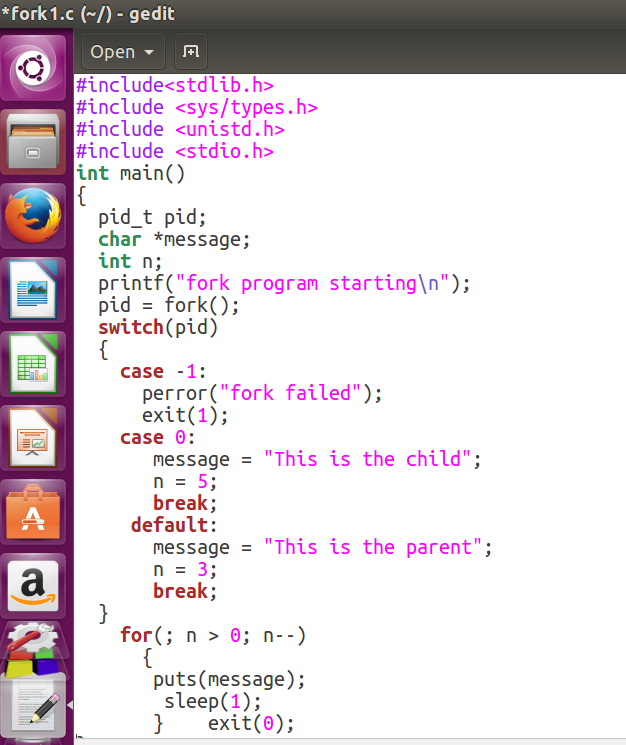 *fork1.c (~/) - gedit
Open
#include<stdlib.h>
#include <sys/types.h>
#include <unistd.h>
#include <stdio.h>
int main()
{
  pid_t pid;
  char *message;
  int n;
  printf("fork program starting\n");
  pid = fork();
  switch(pid)
  {
    case -1:
      perror("fork failed");
      exit(1);
    case 0:
       message = "This is the child";
       n = 5;
       break;
     default:
       message = "This is the parent";
       n = 3;
       break;
  }
    for(; n > 0; n--)
      {
       puts(message);
        sleep(1);
       }    exit(0);